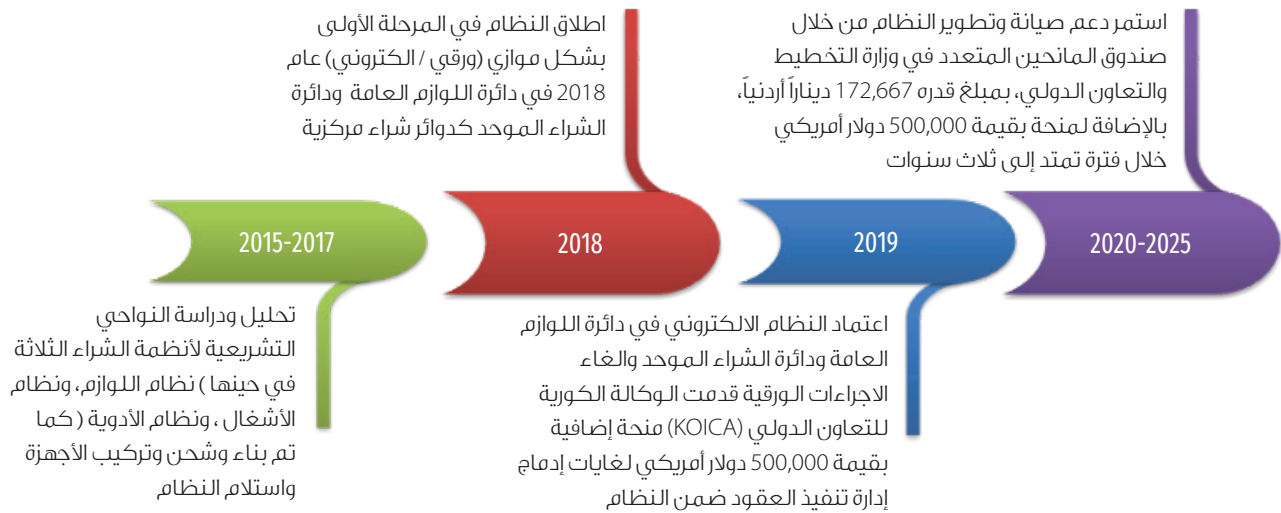 2015-2017
تحليل ودراسة النواحي
التشريعية لأنظمة الشراء الثلاثة
في حينها ) نظام اللوازم، ونظام
الأشغال ، ونظام الأدوية ( كما
تم بناء وشحن وتركيب الأجهزة
واستلام النظام
2018
اطلاق النظام في المرحلة الأولى
بشكل موازي (ورقي / الكتروني) عام
2018 في دائرة اللوازم العامة ودائرة
الشراء الموحد كدوائر شراء مركزية
2019
اعتماد النظام الالكتروني في دائرة اللوازم
العامة ودائرة الشراء الموحد والغاء
الاجراءات الورقية قدمت الوكالة الكورية
للتعاون الدولي (KOICA) منحة إضافية
بقيمة 500,000 دولار أمريكي لغايات إدماج
إدارة تنفيذ العقود ضمن النظام
2020-2025
استمر دعم صيانة وتطوير النظام من خلال
صندوق المانحين المتعدد في وزارة التخطيط
والتعاون الدولي، بمبلغ قدره 172,667 ديناراً أردنياً،
بالإضافة لمنحة بقيمة 500,000 دولار أمريكي
خلال فترة تمتد إلى ثلاث سنوات